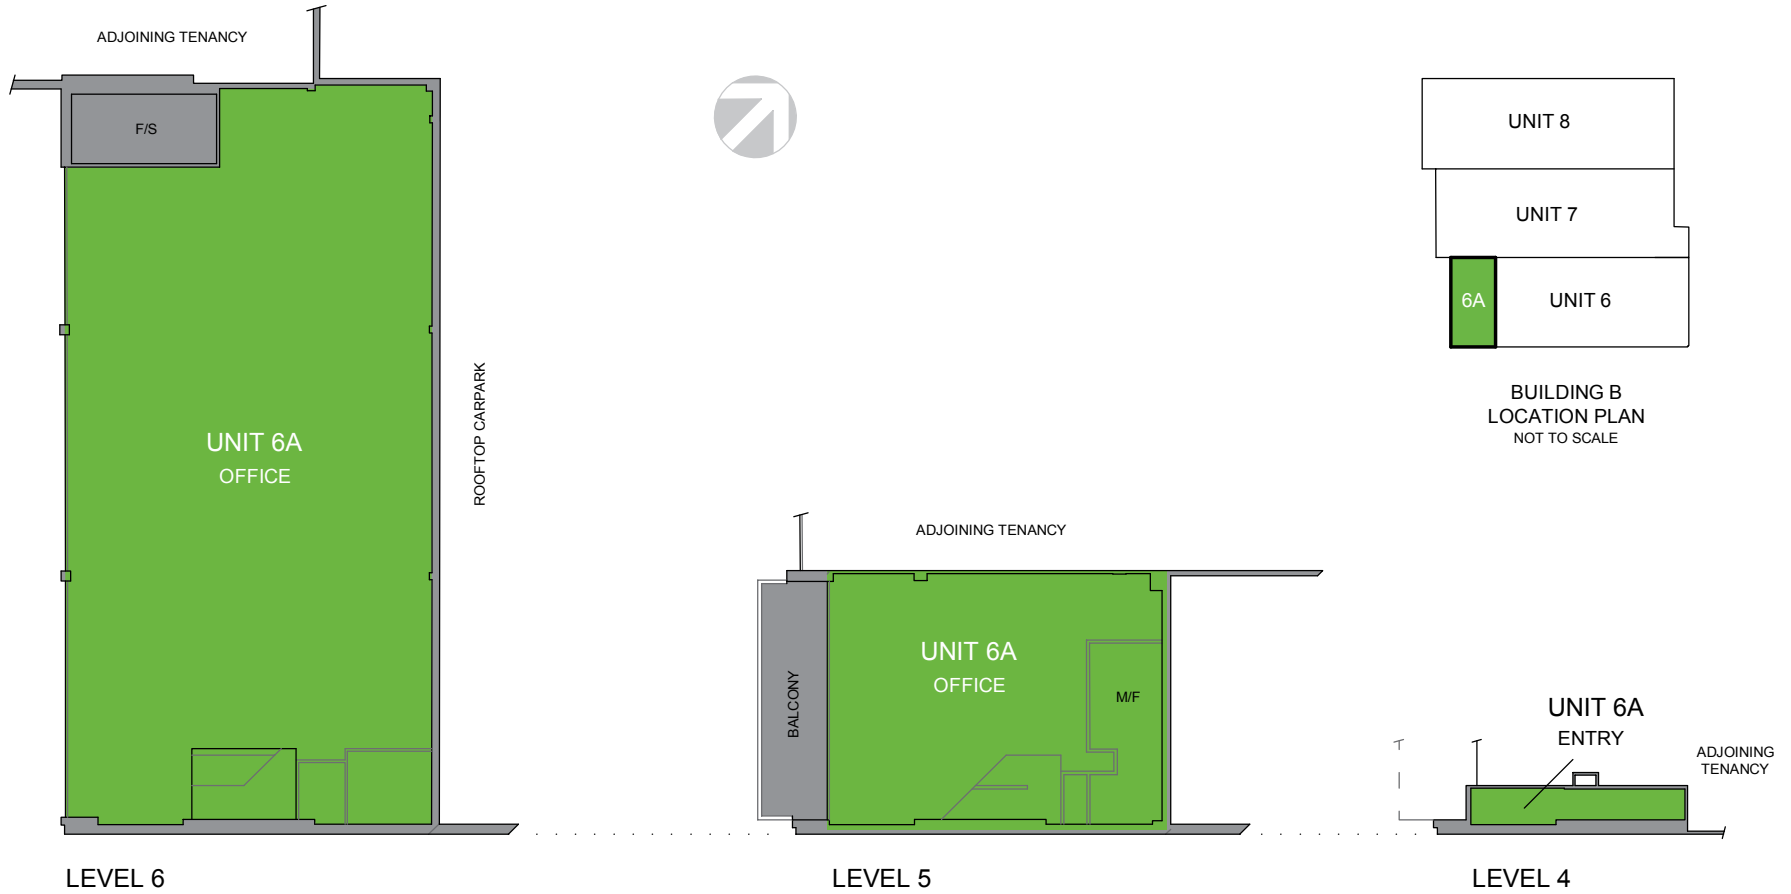 ADJOINING TENANCY
F/S
UNIT 6A
OFFICE
ROOFTOP CARPARK
LEVEL 6
ADJOINING TENANCY
UNIT 6A
OFFICE
BALCONY
M/F
LEVEL 5
UNIT 8
UNIT 7
6A
UNIT 6
BUILDING B
LOCATION PLAN
NOT TO SCALE
UNIT 6A
ENTRY
ADJOINING
TENANCY
LEVEL 4